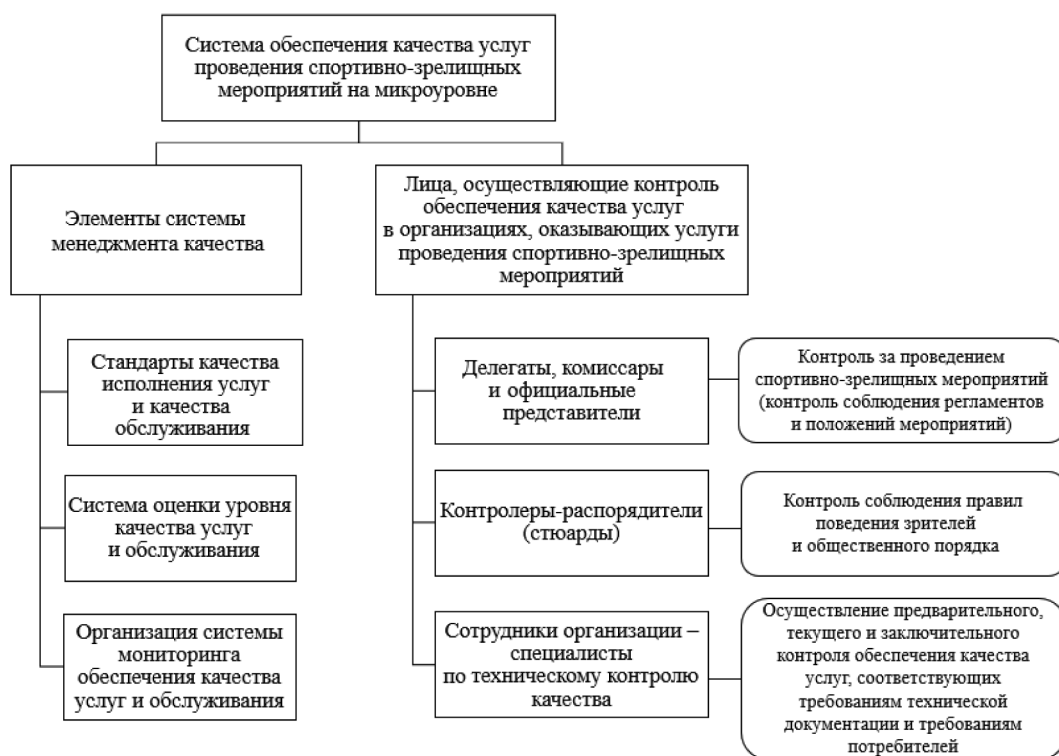 Система обеспечения качества услуг
проведения спортивно-зрелищных
мероприятий на микроуровне
Элементы системы
менеджмента качества
Лица, осуществляющие контроль
обеспечения качества услуг
в организациях, оказывающих услуги
проведения спортивно-зрелищных
мероприятий
Стандарты качества
исполнения услуг
и качества
обслуживания
Система оценки уровня
качества услуг
и обслуживания
Организация системы
мониторинга
обеспечения качества
услуг и обслуживания
Делегаты, комиссары
и официальные
представители
Контроль за проведением
спортивно-зрелищных мероприятий
(контроль соблюдения регламентов
и положений мероприятий)
Контролеры-распорядители
(стюарды)
Контроль соблюдения правил
поведения зрителей
и общественного порядка
Сотрудники организации –
специалисты
по техническому контролю
качества
Осуществление предварительного,
текущего и заключительного
контроля обеспечения качества
услуг, соответствующих
требованиям технической
документации и требованиям
потребителей